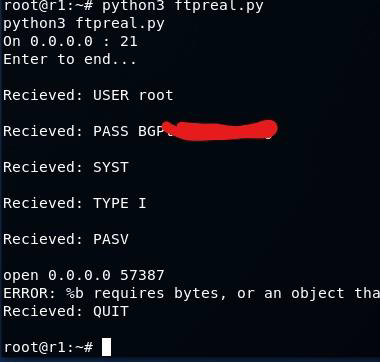 root@r1:~# python3 ftpreal.py
python3 ftpreal.py
On 0.0.0.0 : 21
Enter to end...
Recieved: USER root
Recieved: PASS
Recieved: SYST
Recieved: TYPE I
Recieved: PASV
open 0.0.0.0 57387
ERROR: %b requires bytes, or an object tha
Recieved: QUIT
root@r1:~#